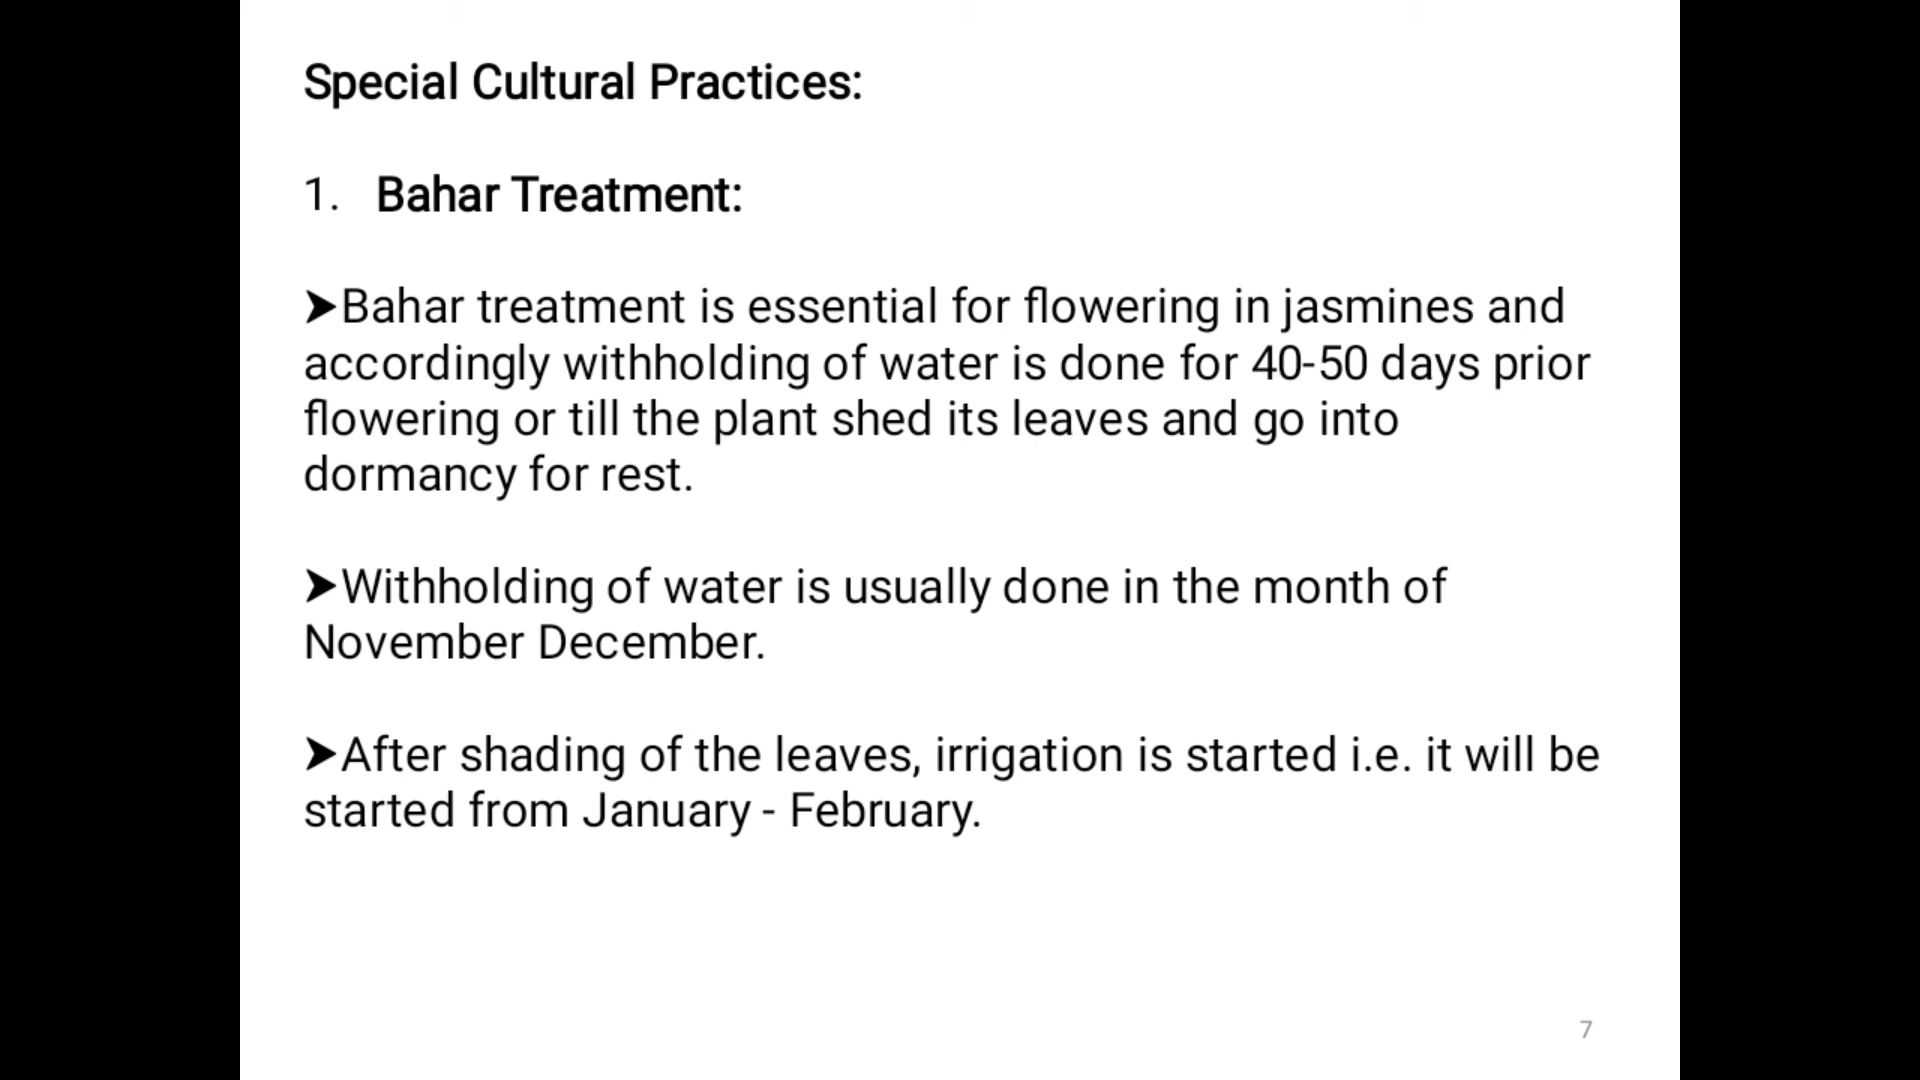 Special Cultural Practices:
1. Bahar Treatment:
➤Bahar treatment is essential for flowering in jasmines and
accordingly withholding of water is done for 40-50 days prior
flowering or till the plant shed its leaves and go into
dormancy for rest.
➤Withholding of water is usually done in the month of
November December.
➤After shading of the leaves, irrigation is started i.e. it will be
started from January - February.
7